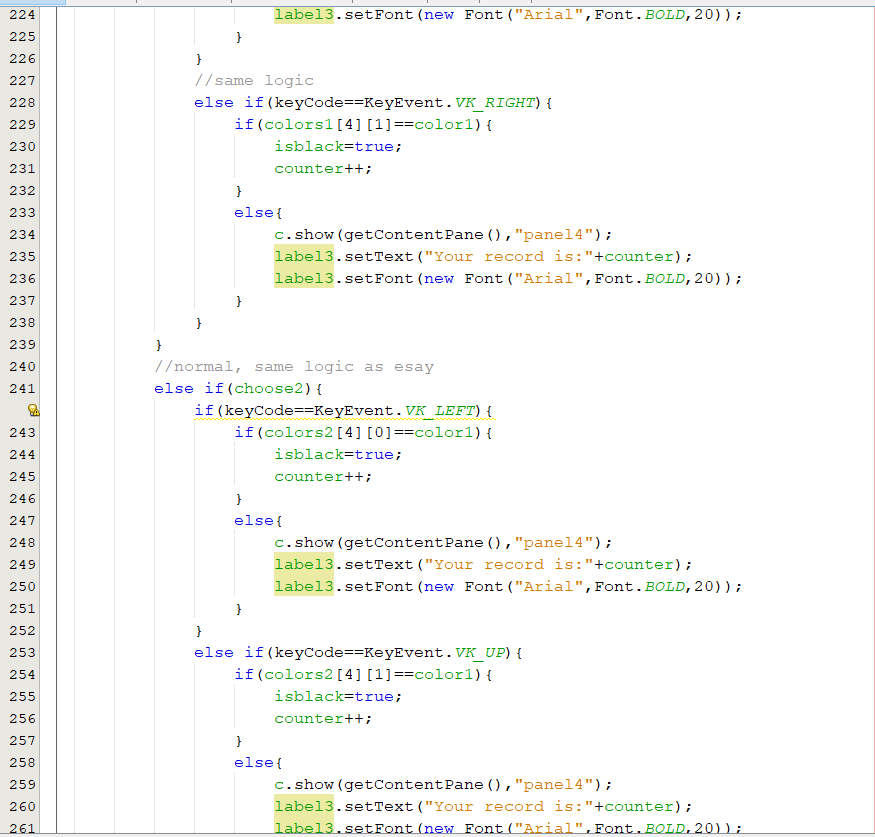 224 label3.setFont(new Font("Arial",Font.BOLD,20));
225 }
226 }
227 //same logic
228 else if(keyCode==KeyEvent.VK_RIGHT){
229 if(colors1[4][1]==color1){
230 isblack=true;
231 counter++;
232 }
233 else{
234 c.show(getContentPane(),"panel4");
235 label3.setText("Your record is:"+counter);
236 label3.setFont(new Font("Arial",Font.BOLD,20));
237 }
238 }
239 }
240 //normal, same logic as esay
241 else if(choose2){
if(keyCode==KeyEvent.VK_LEFT){
243 if(colors2[4][0]==color1){
244 isblack=true;
245 counter++;
246 }
247 else{
248 c.show(getContentPane(),"panel4");
249 label3.setText("Your record is:"+counter);
250 label3.setFont(new Font("Arial",Font.BOLD,20));
251 }
252 }
253 else if(keyCode==KeyEvent.VK_UP){
254 if(colors2[4][1]==color1){
255 isblack=true;
256 counter++;
257 }
258 else{
259 c.show(getContentPane(),"panel4");
260 label3.setText("Your record is:"+counter);
261 label3.setFont(new Font("Arial",Font.BOLD,20));